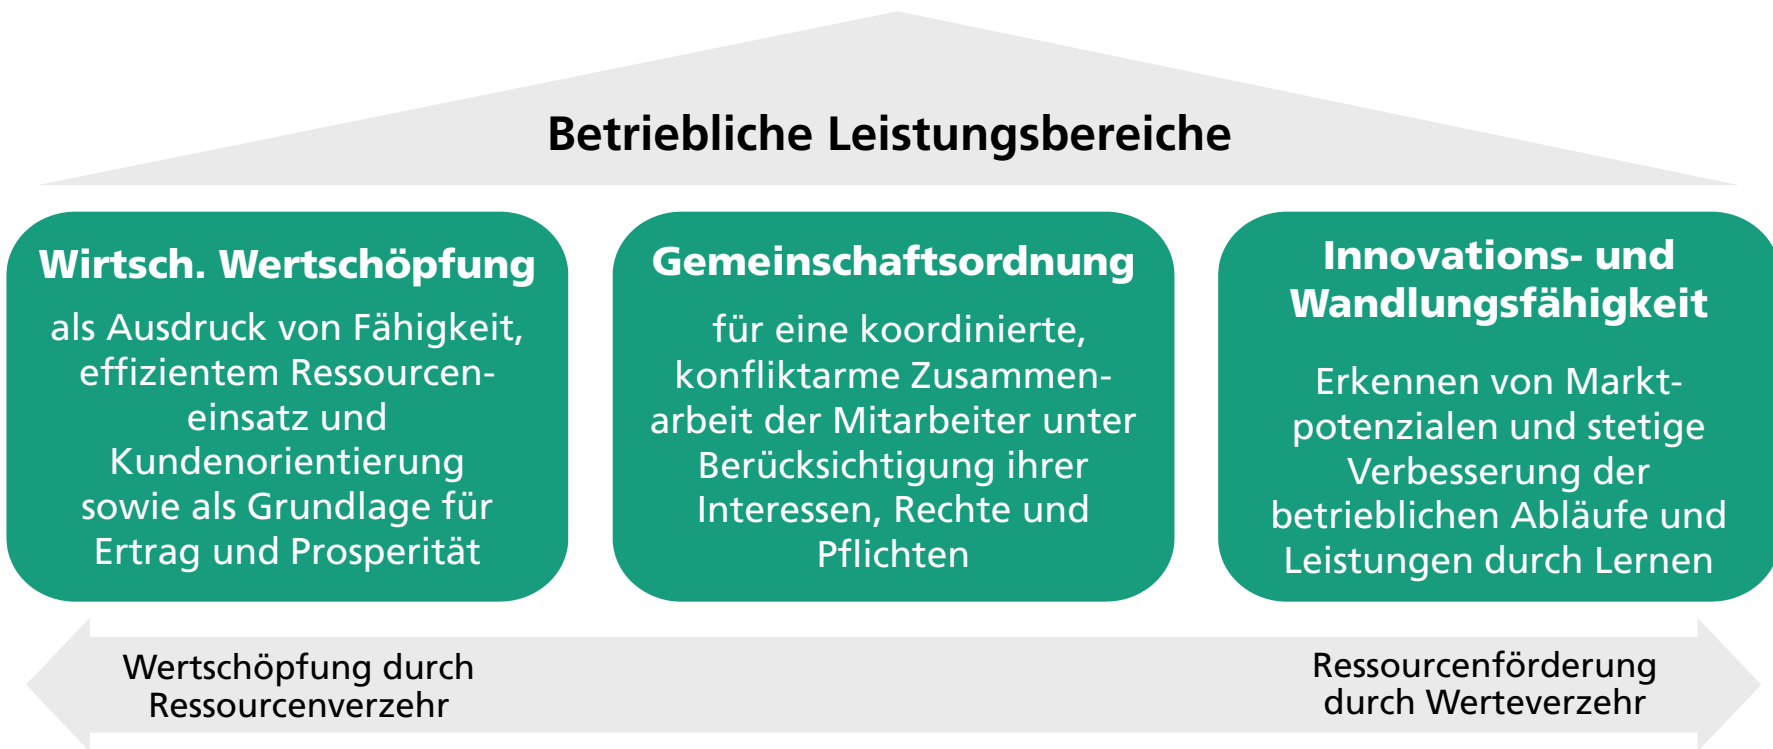 Betriebliche Leistungsbereiche
Wirtsch. Wertschöpfung
als Ausdruck von Fähigkeit,
effizientem Ressourcen-
einsatz und
Kundenorientierung
sowie als Grundlage für
Ertrag und Prosperität
Gemeinschaftsordnung
für eine koordinierte,
konfliktarme Zusammen-
arbeit der Mitarbeiter unter
Berücksichtigung ihrer
Interessen, Rechte und
Pflichten
Innovations- und
Wandlungsfähigkeit
Erkennen von Markt-
potenzialen und stetige
Verbesserung der
betrieblichen Abläufe und
Leistungen durch Lernen
Wertschöpfung durch
Ressourcenverzehr
Ressourcenförderung
durch Werteverzehr